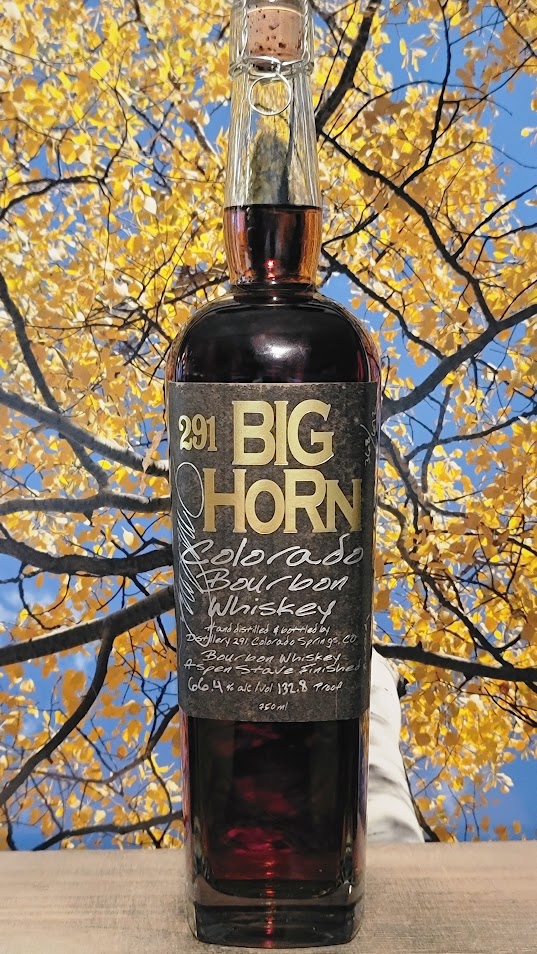 291 BIG
HORN
Colorado
Bourbon
Whiskey
Hand distilled & bottled by
Distillery 291 Colorado Springs, CO
Bourbon Whiskey
Aspen Stave Finished
66.4 % alc/vol 132.8 Proof
750ml